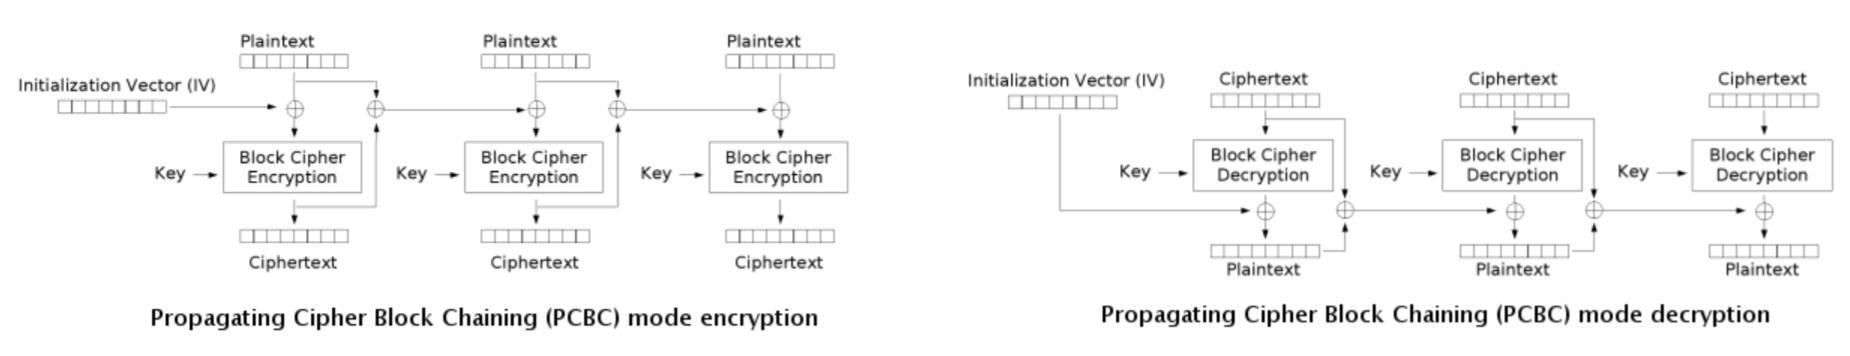 Plaintext
Plaintext
Plaintext
Initialization Vector (IV)
Key
Block Cipher
Encryption
Key
Block Cipher
Encryption
Key
Block Cipher
Encryption
Ciphertext
Ciphertext
Ciphertext
Propagating Cipher Block Chaining (PCBC) mode encryption
Initialization Vector (IV)
Ciphertext
Ciphertext
Ciphertext
Key
Block Cipher
Decryption
Key
Block Cipher
Decryption
Key
Block Cipher
Decryption
Plaintext
Plaintext
Plaintext
Propagating Cipher Block Chaining (PCBC) mode decryption